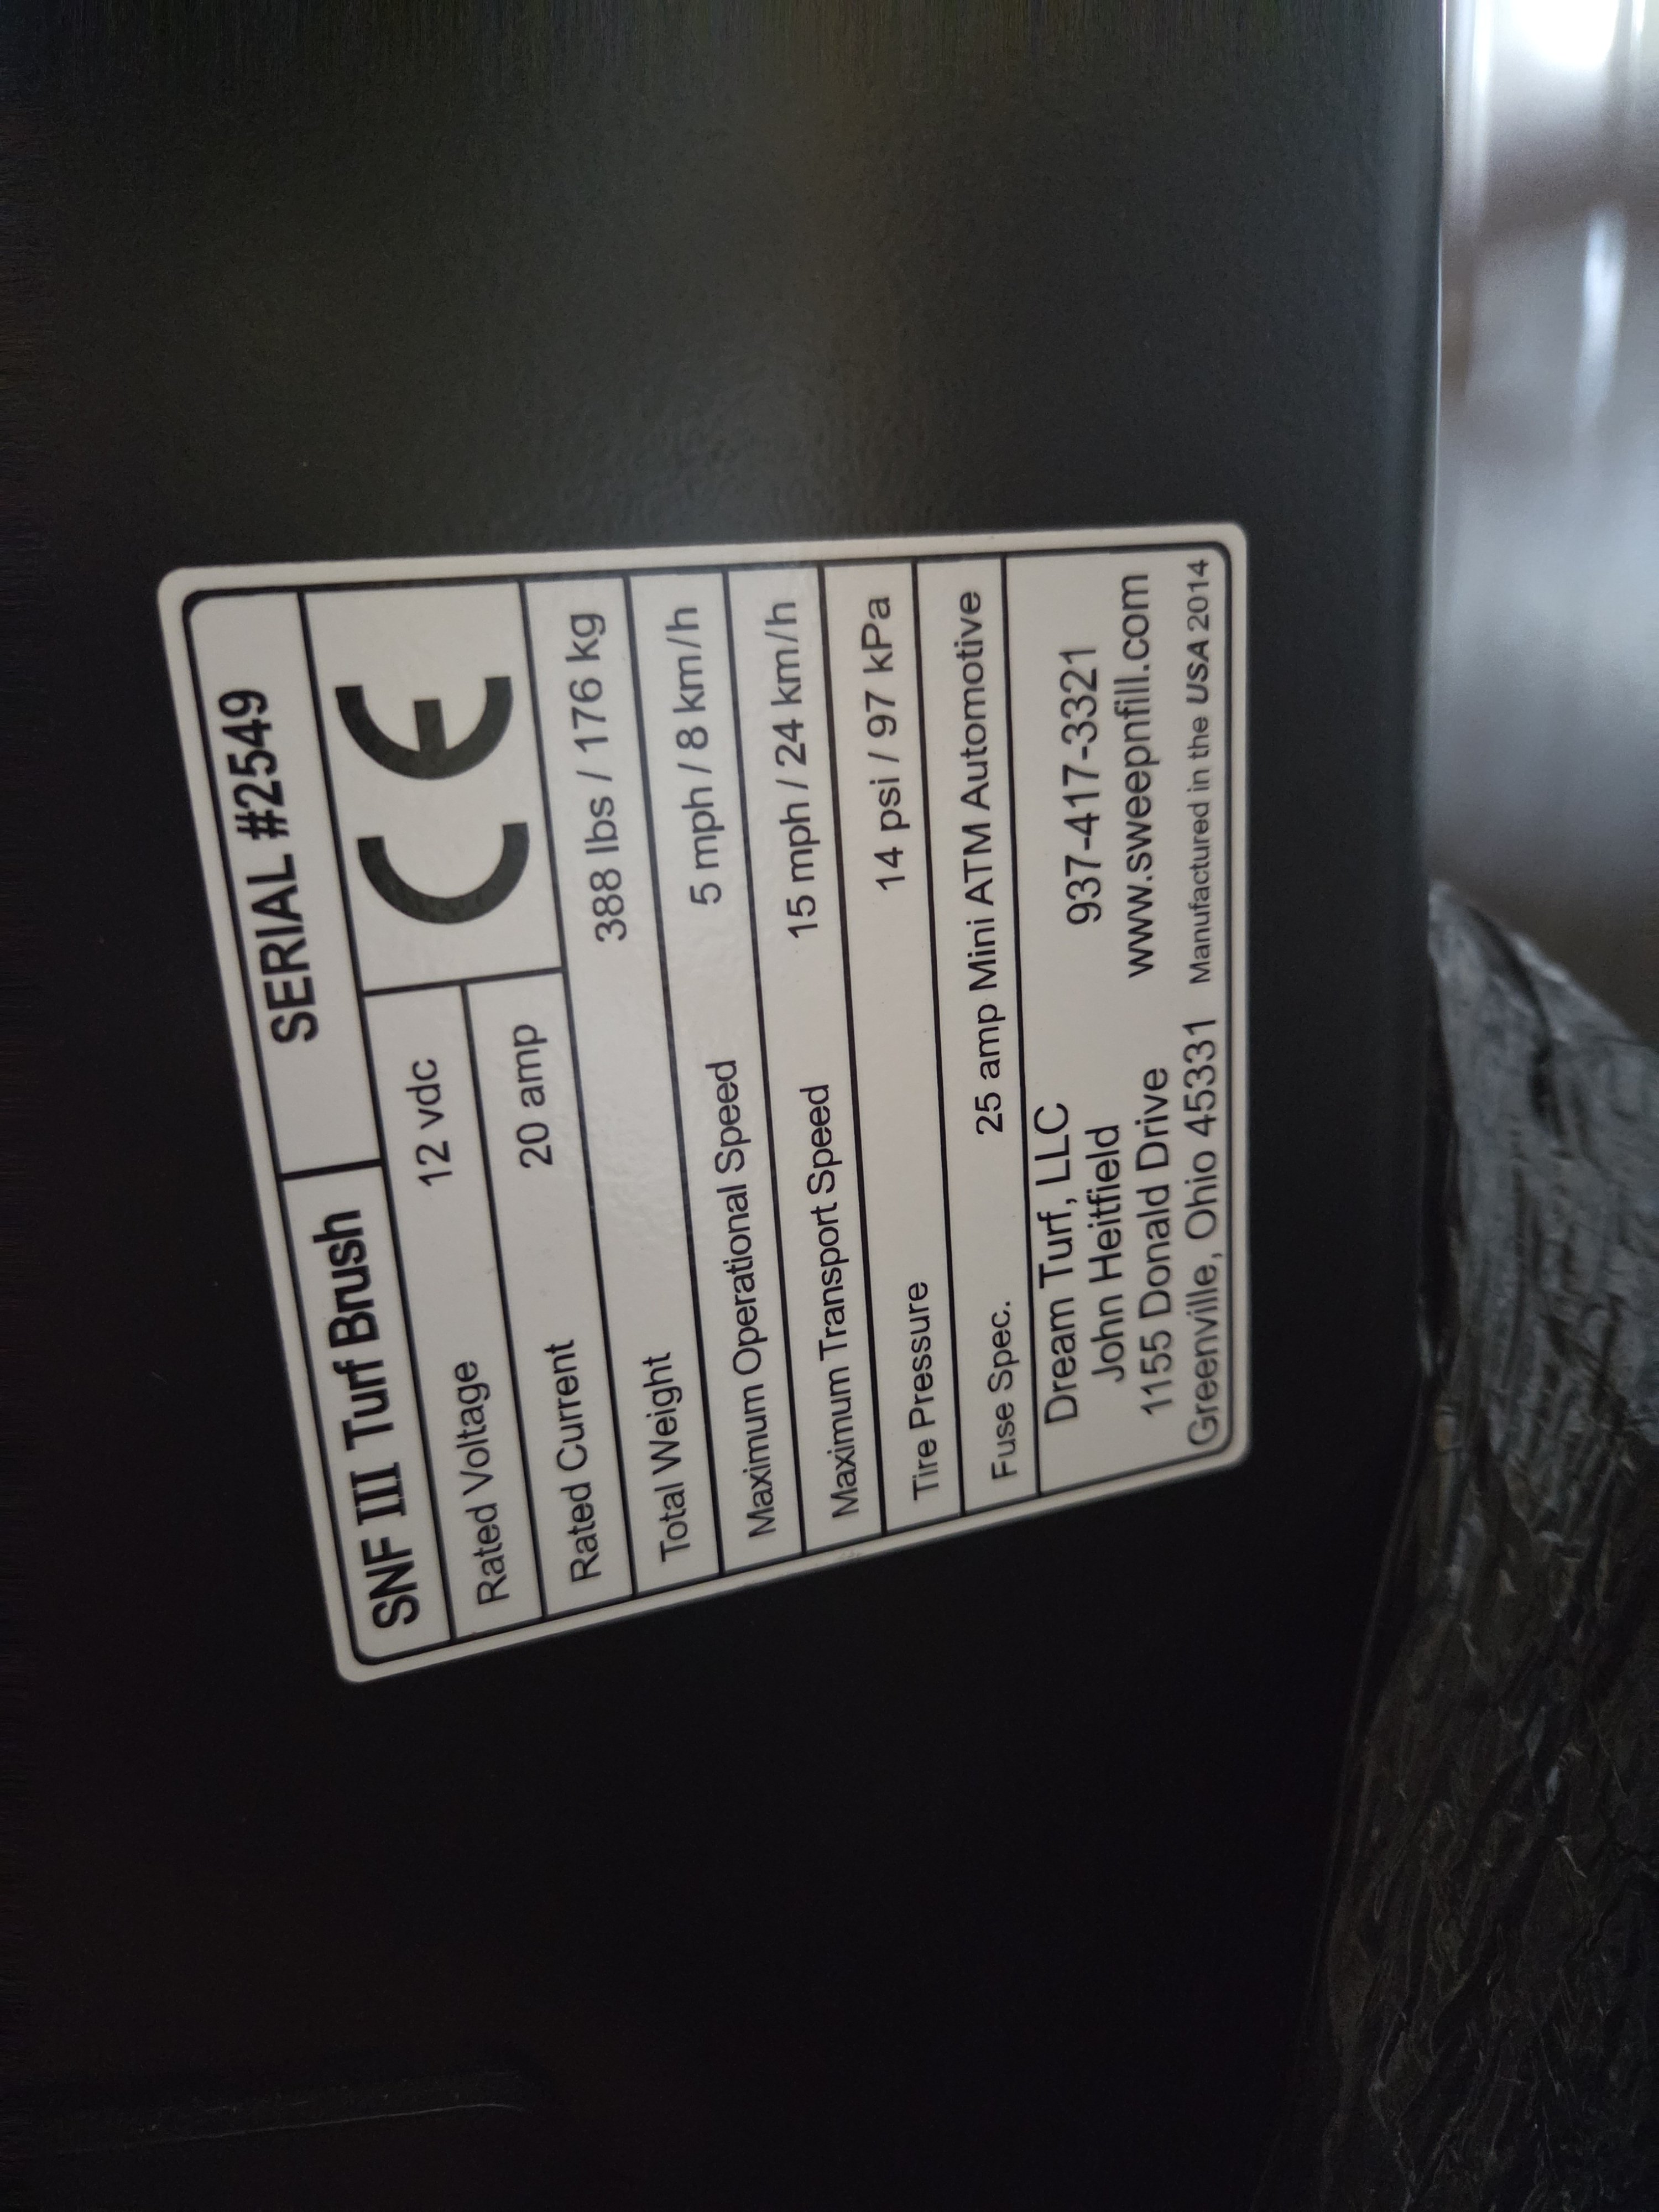 SNF III Turf Brush SERIAL #2549
Rated Voltage 12 vdc CE
Rated Current 20 amp
Total Weight 388 lbs / 176 kg
Maximum Operational Speed 5 mph / 8 km/h
Maximum Transport Speed 15 mph / 24 km/h
Tire Pressure 14 psi / 97 kPa
Fuse Spec. 25 amp Mini ATM Automotive
Dream Turf, LLC
John Heitfield 937-417-3321
1155 Donald Drive www.sweepnfill.com
Greenville, Ohio 45331 Manufactured in the USA 2014